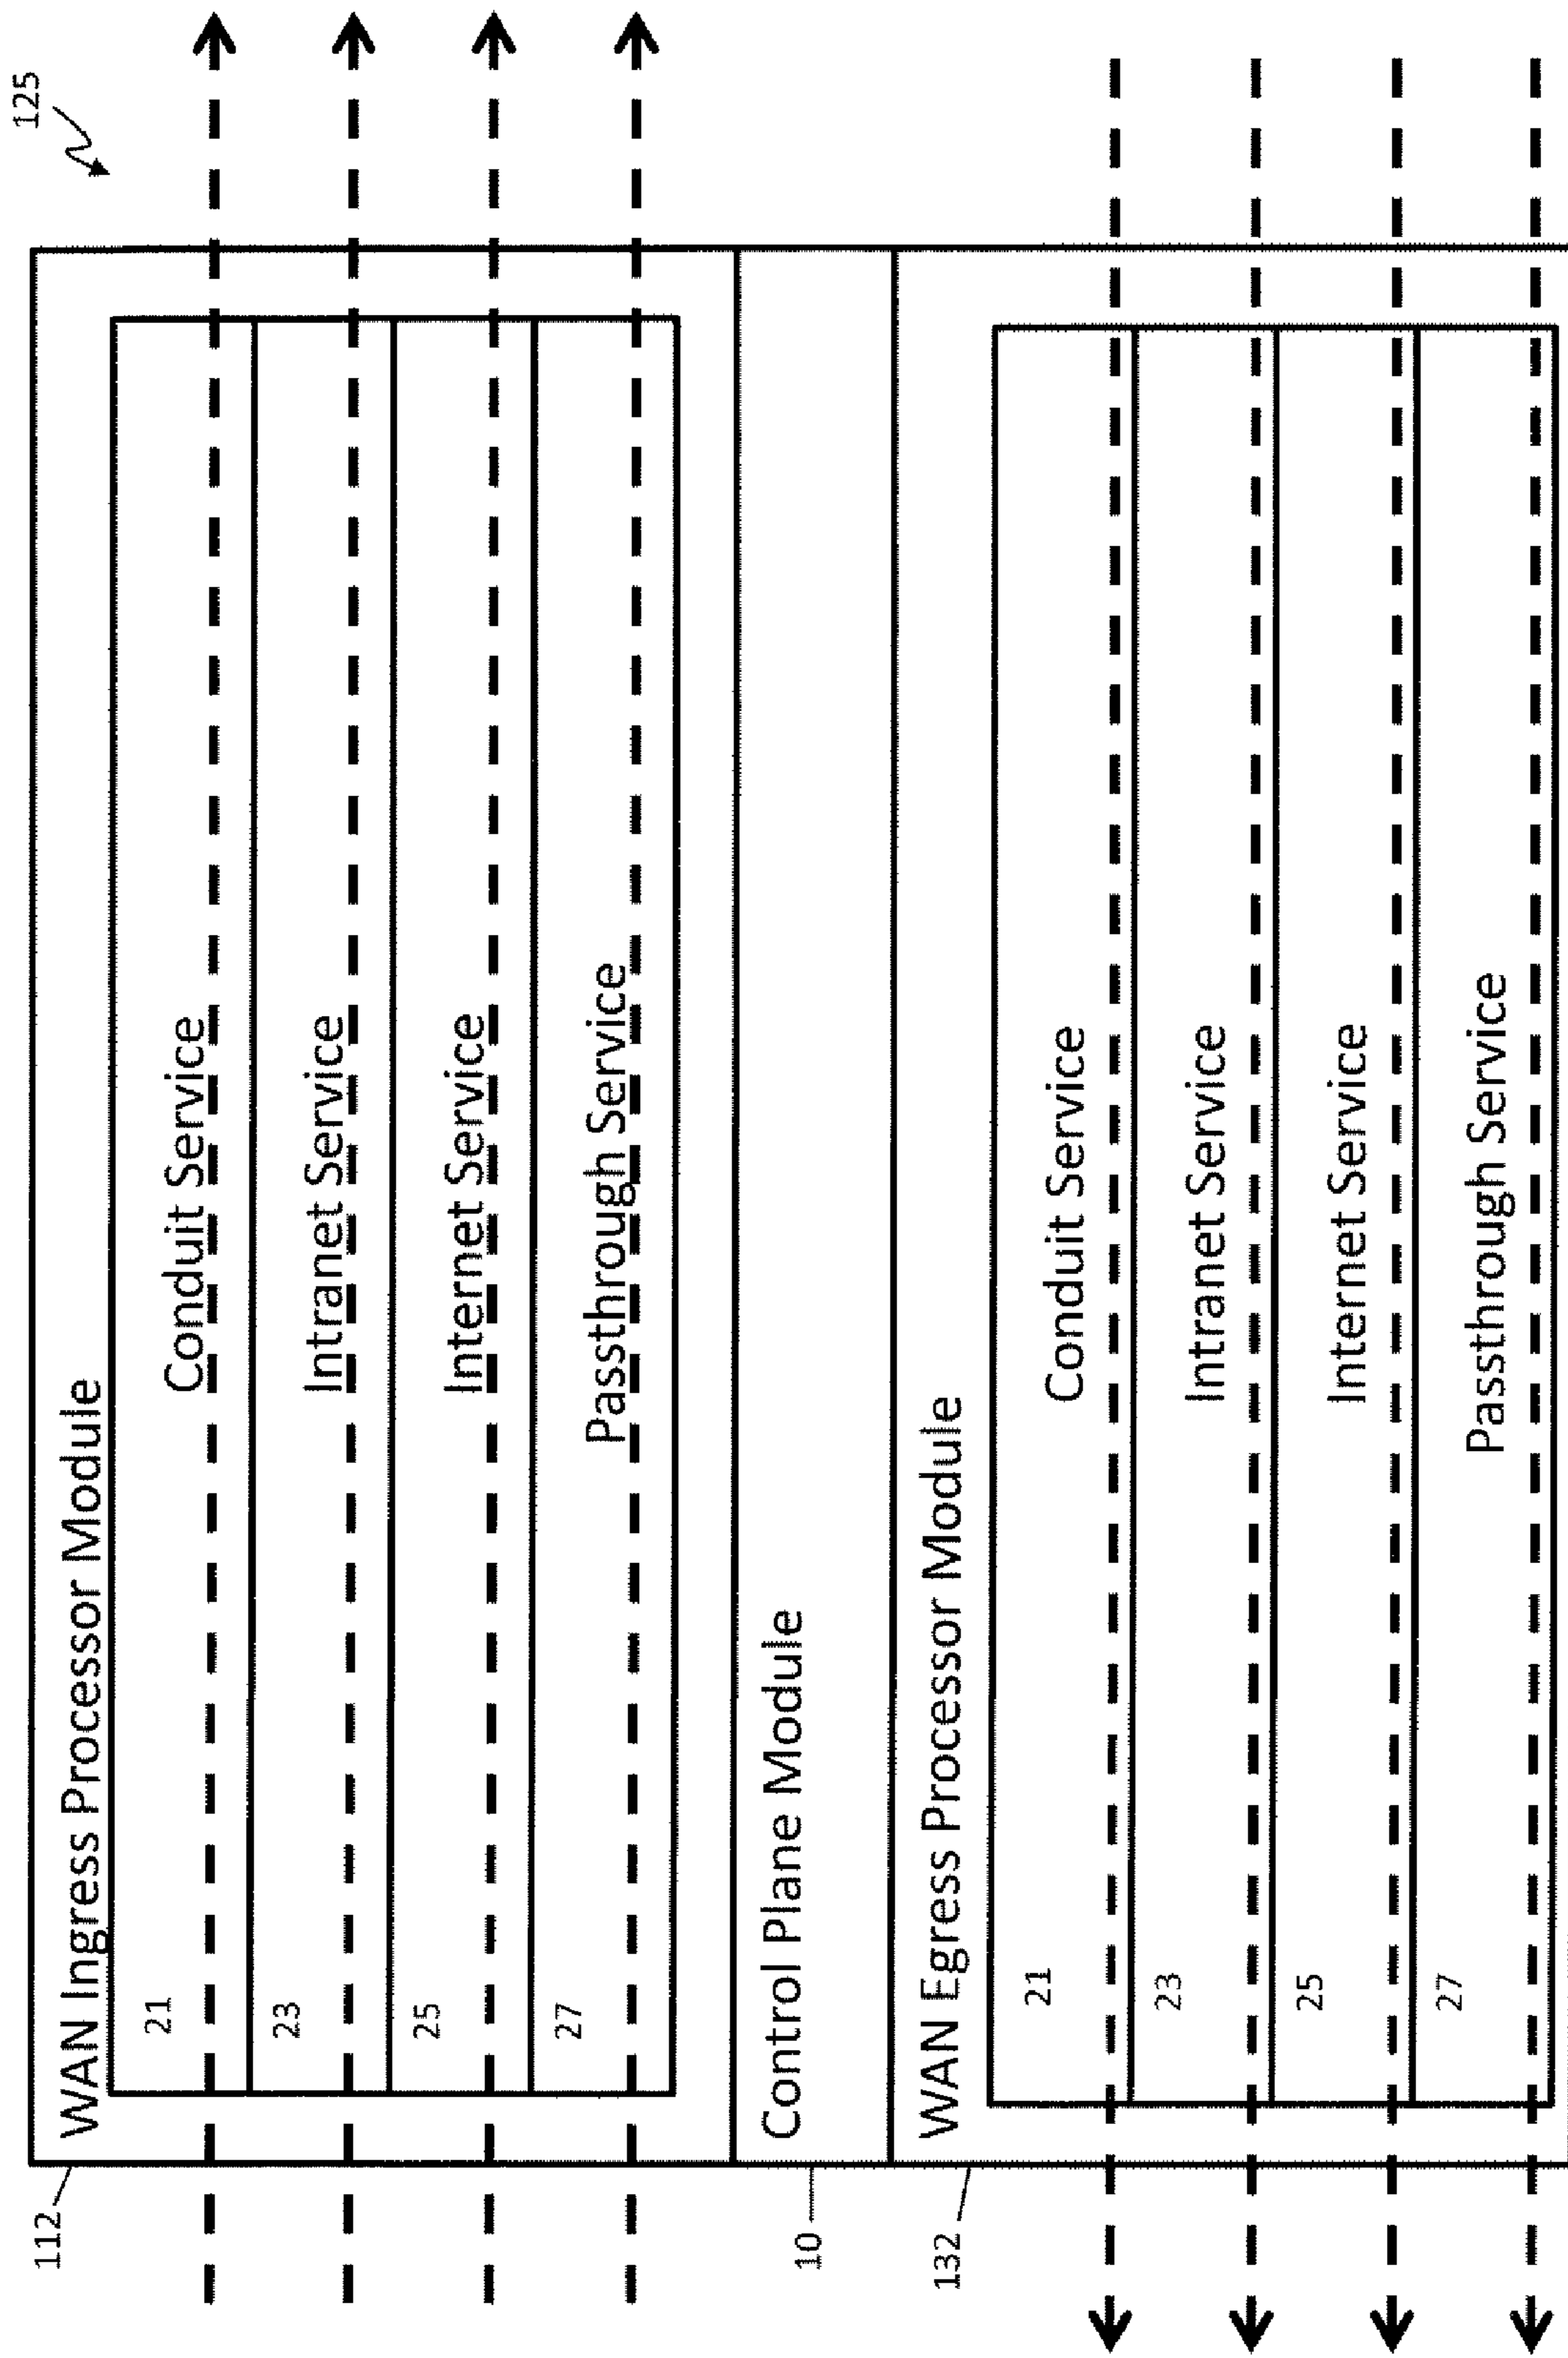 125
112
WAN Ingress Processor Module
21
Conduit Service
23
Intranet Service
25
Internet Service
27
Passthrough Service
10
Control Plane Module
132
WAN Egress Processor Module
21
Conduit Service
23
Intranet Service
25
Internet Service
27
Passthrough Service